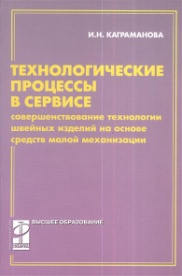 И.Н. КАГРАМАНОВА
ТЕХНОЛОГИЧЕСКИЕ
ПРОЦЕССЫ
В СЕРВИСЕ
совершенствование технологии
швейных изделий на основе
средств малой механизации
ВЫСШЕЕ ОБРАЗОВАНИЕ